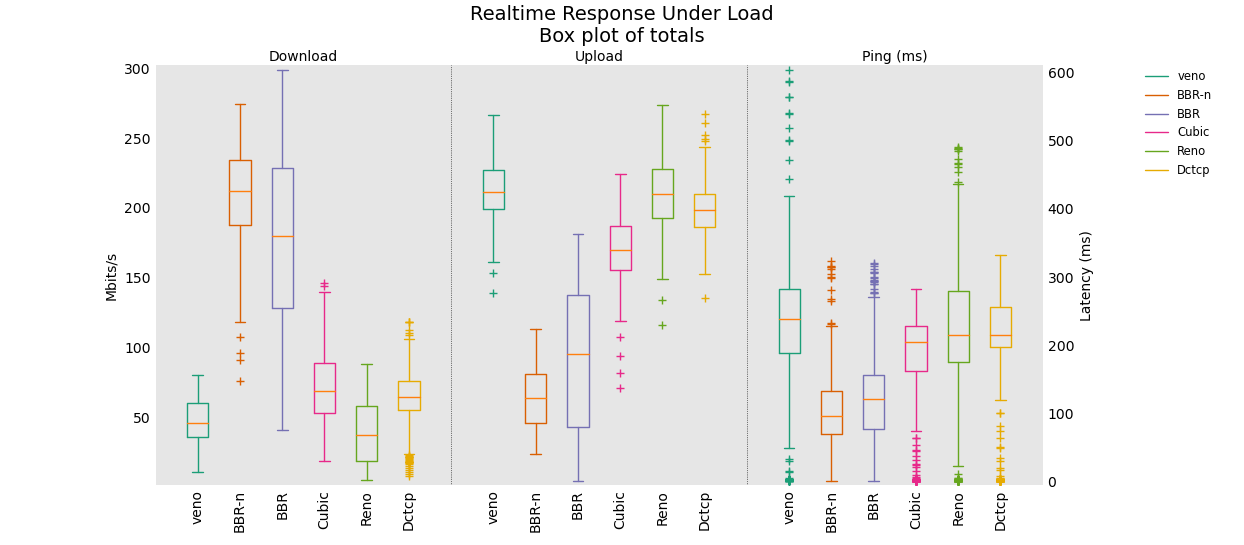 Realtime Response Under Load
Box plot of totals
Download Upload Ping (ms)
300
250
200
150
100
50
Mbits/s
600
500
400
300
200
100
0
Latency (ms)
veno
BBR-n
BBR
Cubic
Reno
Dctcp
veno BBR-n BBR Cubic Reno Dctcp veno BBR-n BBR Cubic Reno Dctcp veno BBR-n BBR Cubic Reno Dctcp